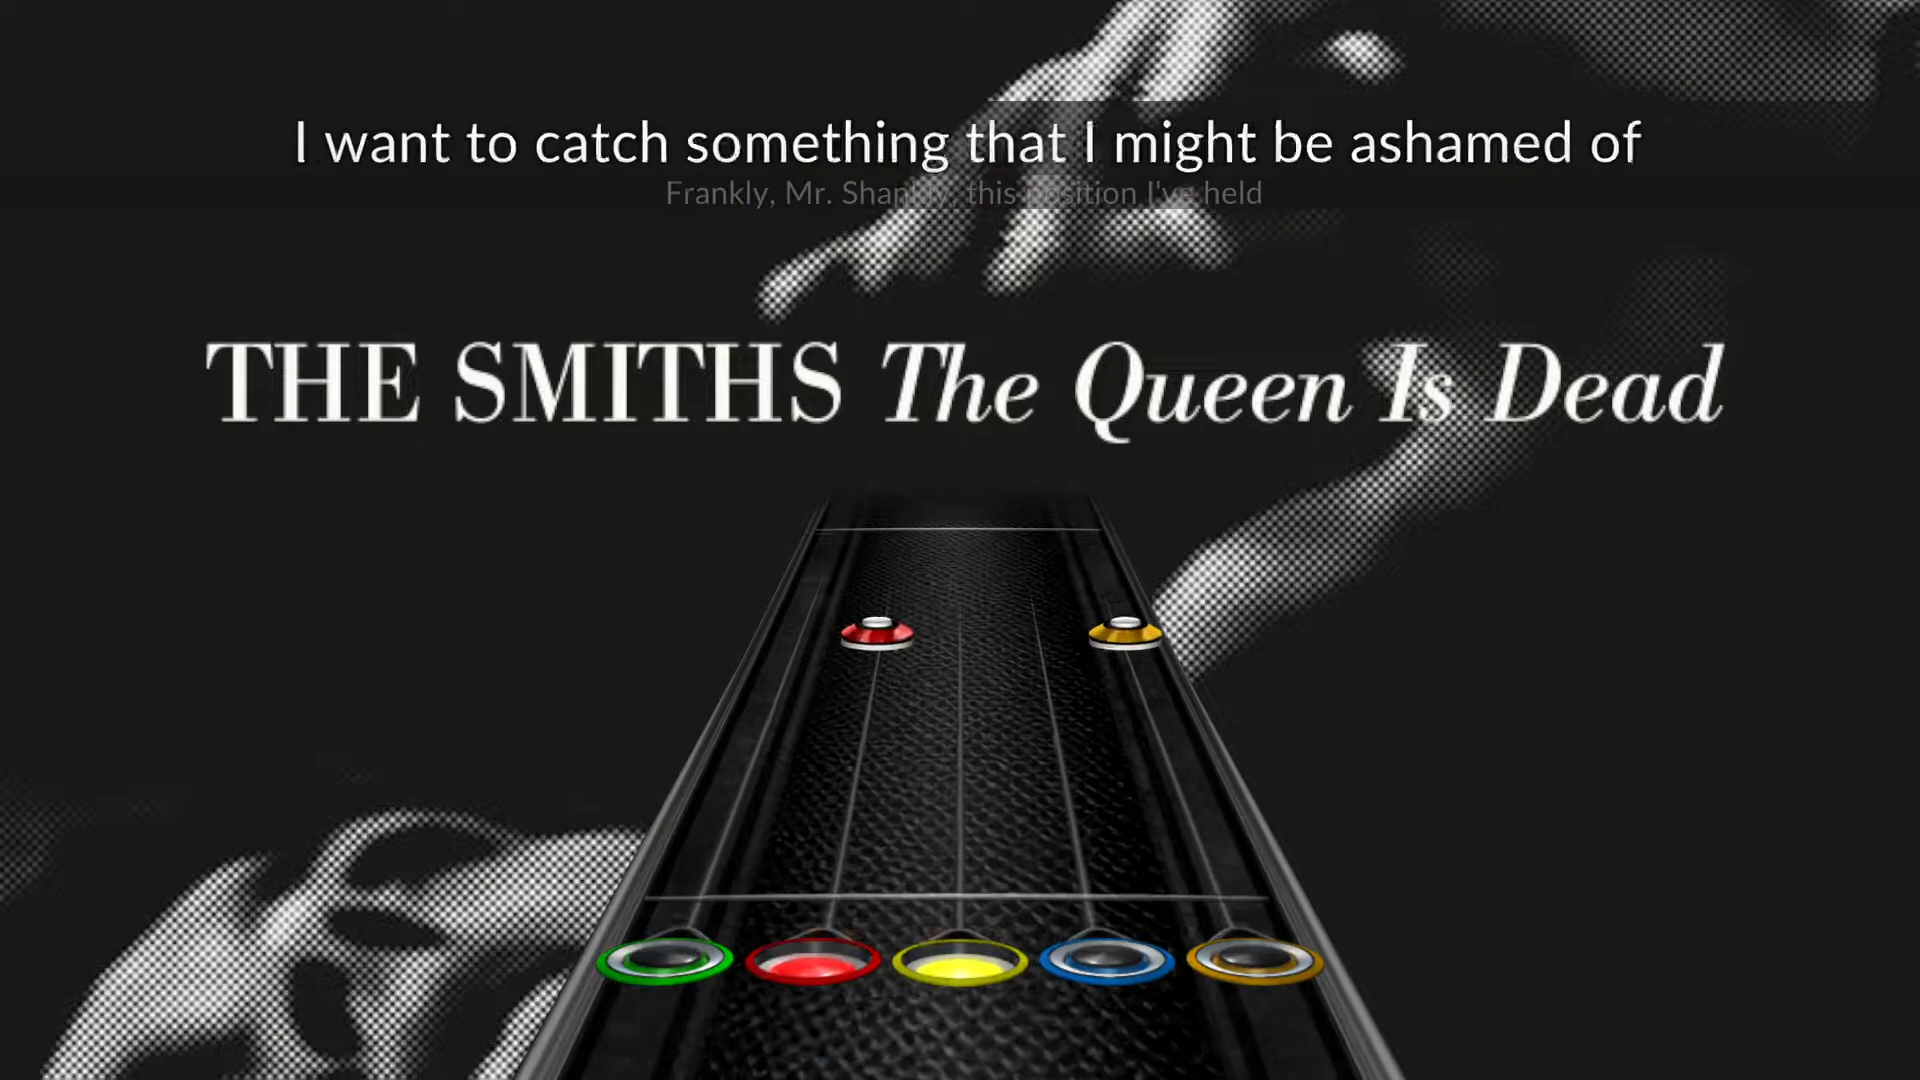 I want to catch something that I might be ashamed of
Frankly, Mr. Shankly, this position I've held
THE SMITHS The Queen Is Dead